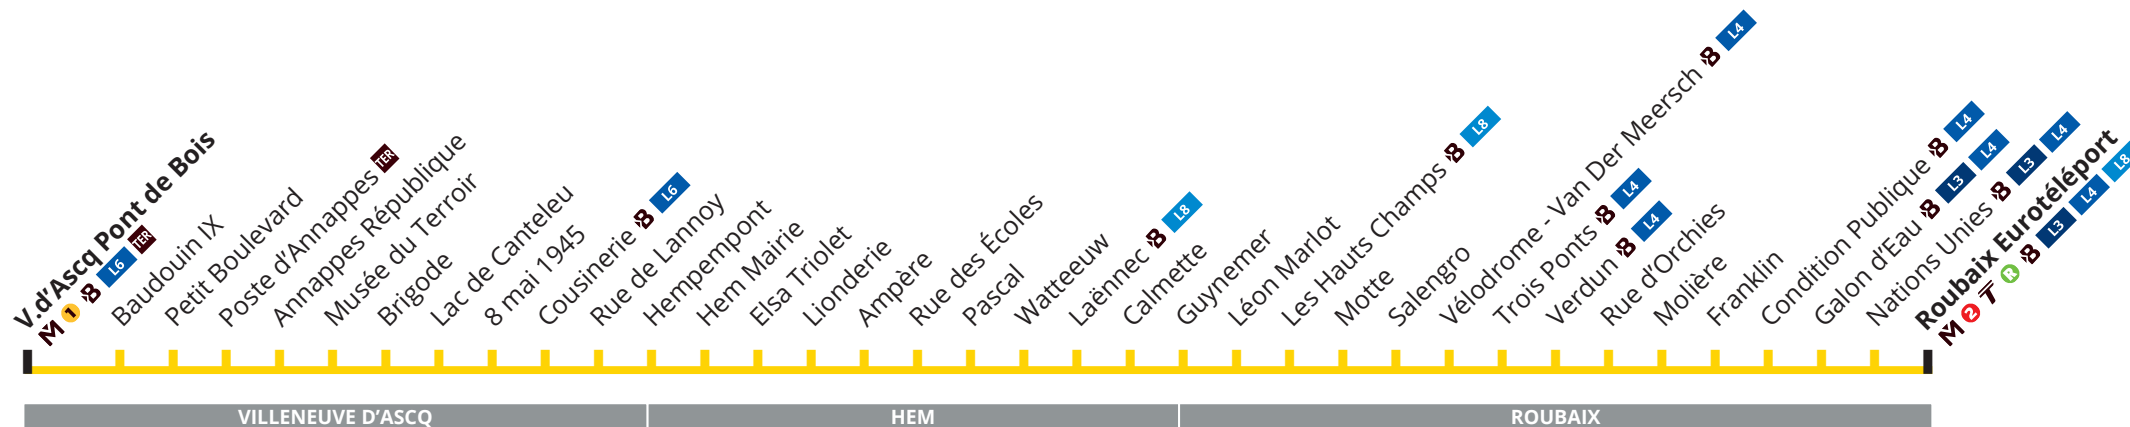 V.d’Ascq Pont de Bois
M 1 B L6 TER
Baudouin IX
Petit Boulevard
Poste d’Annappes TER
Annappes République
Musée du Terroir
Brigode
Lac de Canteleu
8 mai 1945
Cousinerie B L6
Rue de Lannoy
Hempempont
Hem Mairie
Elsa Triolet
Lionderie
Ampère
Rue des Écoles
Pascal
Watteeuw
Laënnec B L8
Calmette
Guynemer
Léon Marlot
Les Hauts Champs B L8
Motte
Salengro
Vélodrome - Van Der Meersch B L4
Trois Ponts B L4
Verdun B L4
Rue d’Orchies
Molière
Franklin
Condition Publique B L4
Galon d’Eau B L3 L4
Nations Unies B L3 L4
Roubaix Eurotéléport
M 2 T R B L3 L4 L8
VILLENEUVE D’ASCQ
HEM
ROUBAIX